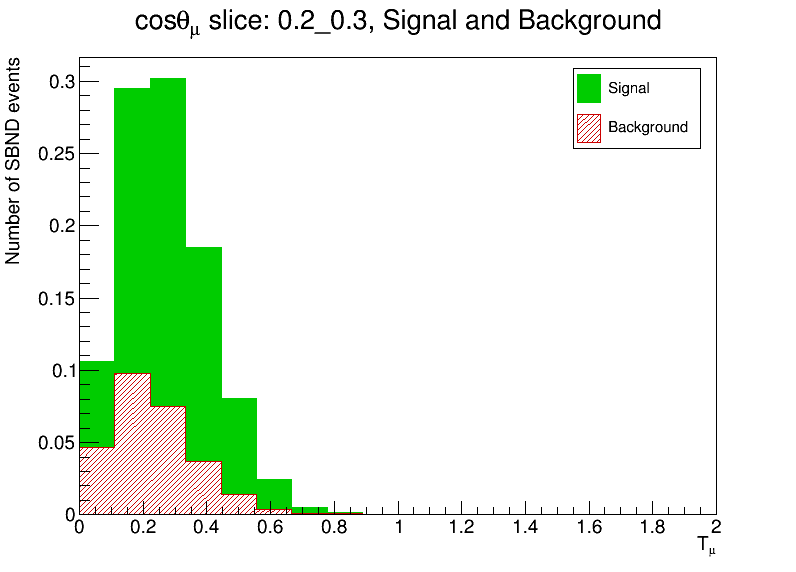 cosθμ slice: 0.2_0.3, Signal and Background
Number of SBND events
0.3
0.25
0.2
0.15
0.1
0.05
0
Signal
Background
0 0.2 0.4 0.6 0.8 1 1.2 1.4 1.6 1.8 2
Tμ